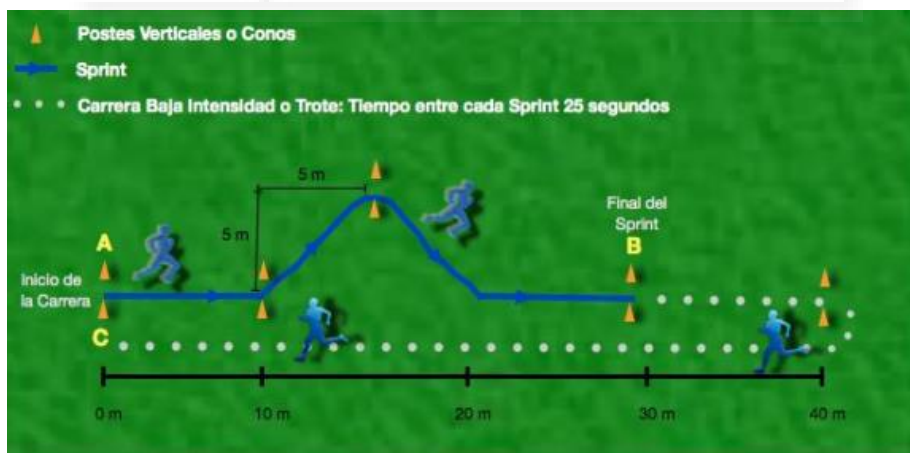 Postes Verticales o Conos
Sprint
Carrera Baja Intensidad o Trote: Tiempo entre cada Sprint 25 segundos
5 m
5 m
Final del
Sprint
A
B
Inicio de
la Carrera
C
0 m
10 m
20 m
30 m
40 m